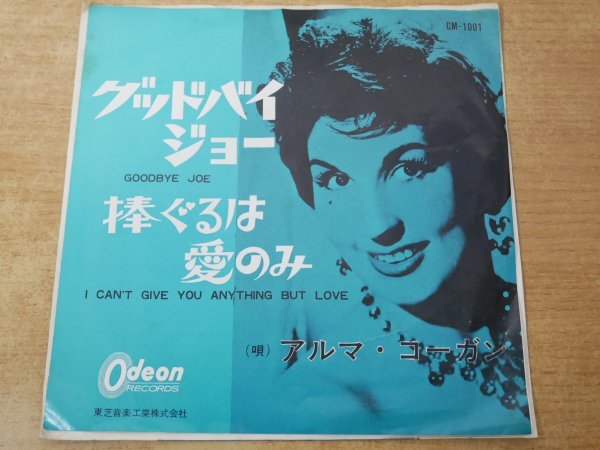 CM-1001
グッドバイ
ジョー
GOODBYE JOE
捧ぐるは
愛のみ
I CAN'T GIVE YOU ANYTHING BUT LOVE
(唄) アルマ・コーガン
Odeon
RECORDS
東芝音楽工業株式会社